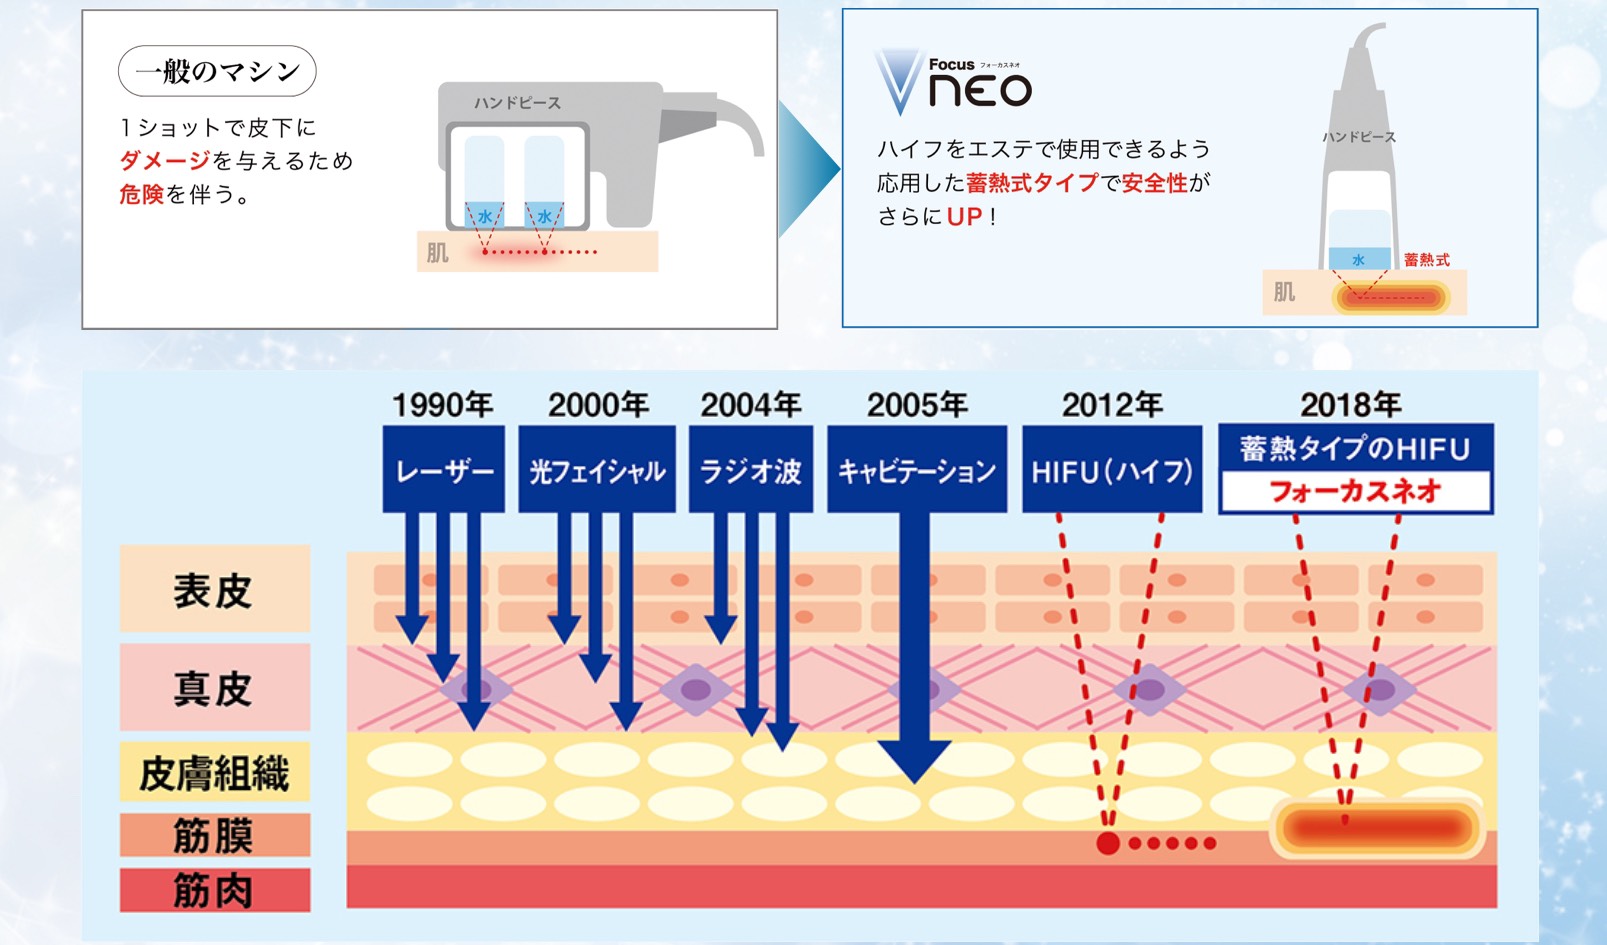 一般のマシン
1ショットで皮下に
ダメージを与えるため
危険を伴う。
ハンドピース
水 水
肌
Focus フォーカスネオ
NEO
ハイフをエステで使用できるよう
応用した蓄熱式タイプで安全性が
さらにUP！
ハンドピース
水
蓄熱式
肌
1990年 2000年 2004年 2005年 2012年 2018年
レーザー 光フェイシャル ラジオ波 キャビテーション HIFU（ハイフ） 蓄熱タイプのHIFU
フォーカスネオ
表皮
真皮
皮膚組織
筋膜
筋肉